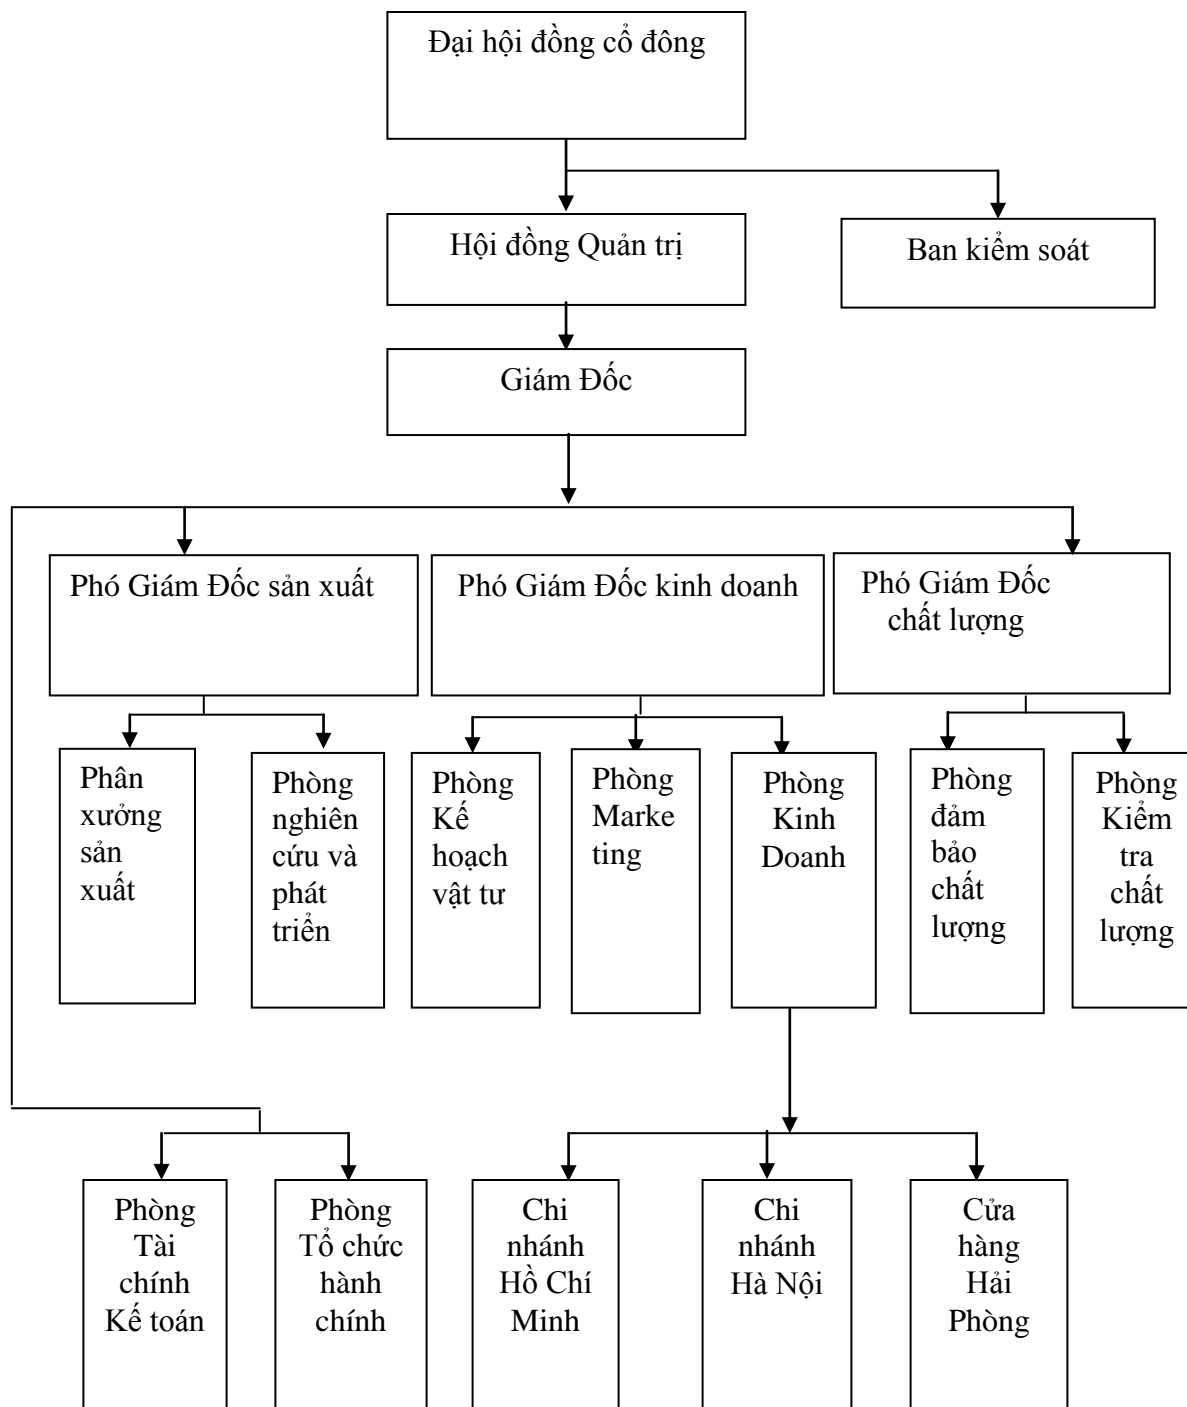 Đại hội đồng cổ đông
Hội đồng Quản trị
Ban kiểm soát
Giám Đốc
Phó Giám Đốc sản xuất
Phó Giám Đốc kinh doanh
Phó Giám Đốc
chất lượng
Phân
xưởng
sản
xuất
Phòng
nghiên
cứu và
phát
triển
Phòng
Kế
hoạch
vật tư
Phòng
Marke
ting
Phòng
Kinh
Doanh
Phòng
đảm
bảo
chất
lượng
Phòng
Kiểm
tra
chất
lượng
Phòng
Tài
chính
Kế toán
Phòng
Tổ chức
hành
chính
Chi
nhánh
Hồ Chí
Minh
Chi
nhánh
Hà Nội
Cửa
hàng
Hải
Phòng